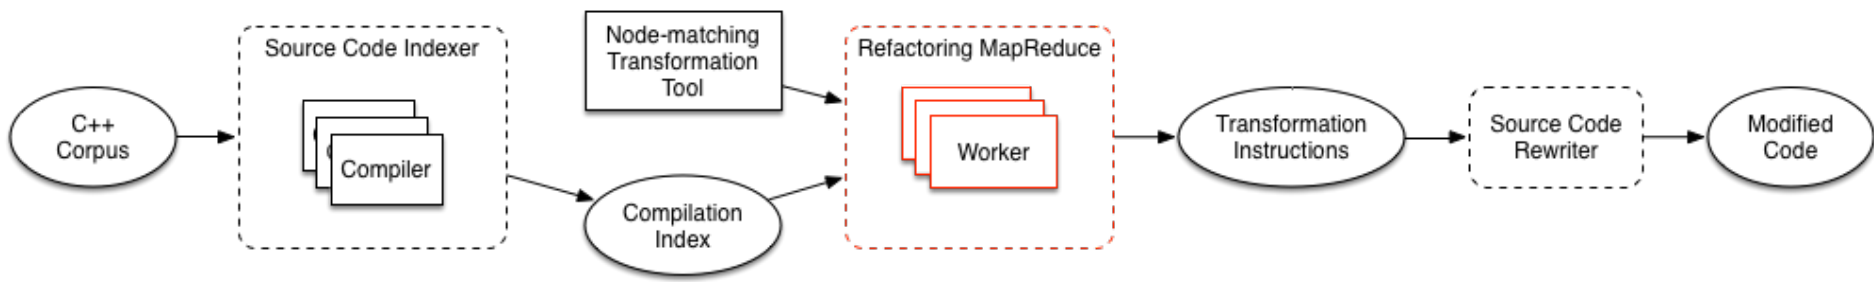 C++
Corpus
Source Code Indexer
Compiler
Node-matching
Transformation
Tool
Compilation
Index
Refactoring MapReduce
Worker
Transformation
Instructions
Source Code
Rewriter
Modified
Code